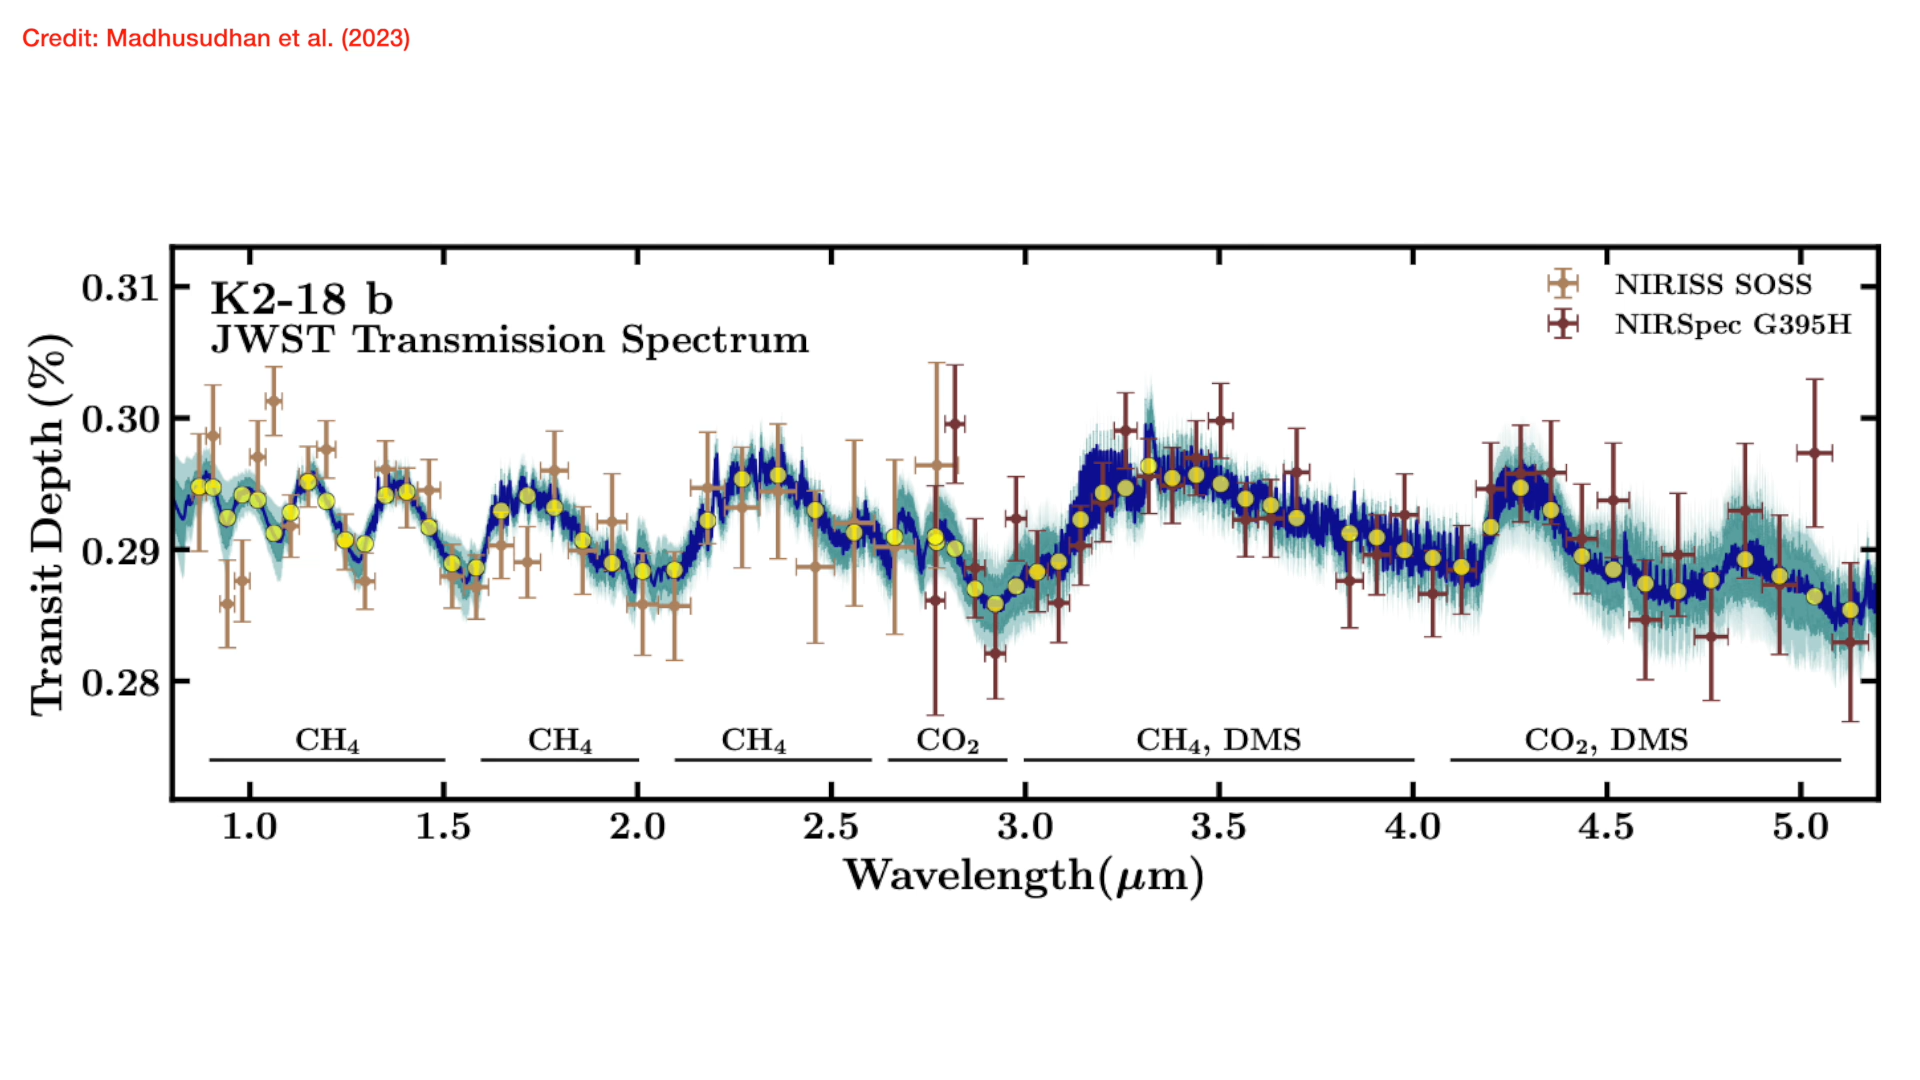 Credit: Madhusudhan et al. (2023)
K2-18 b
JWST Transmission Spectrum
NIRISS SOSS
NIRSpec G395H
Transit Depth (%)
0.31
0.30
0.29
0.28
CH₄
CH₄
CH₄
CO₂
CH₄, DMS
CO₂, DMS
1.0 1.5 2.0 2.5 3.0 3.5 4.0 4.5 5.0
Wavelength(μm)